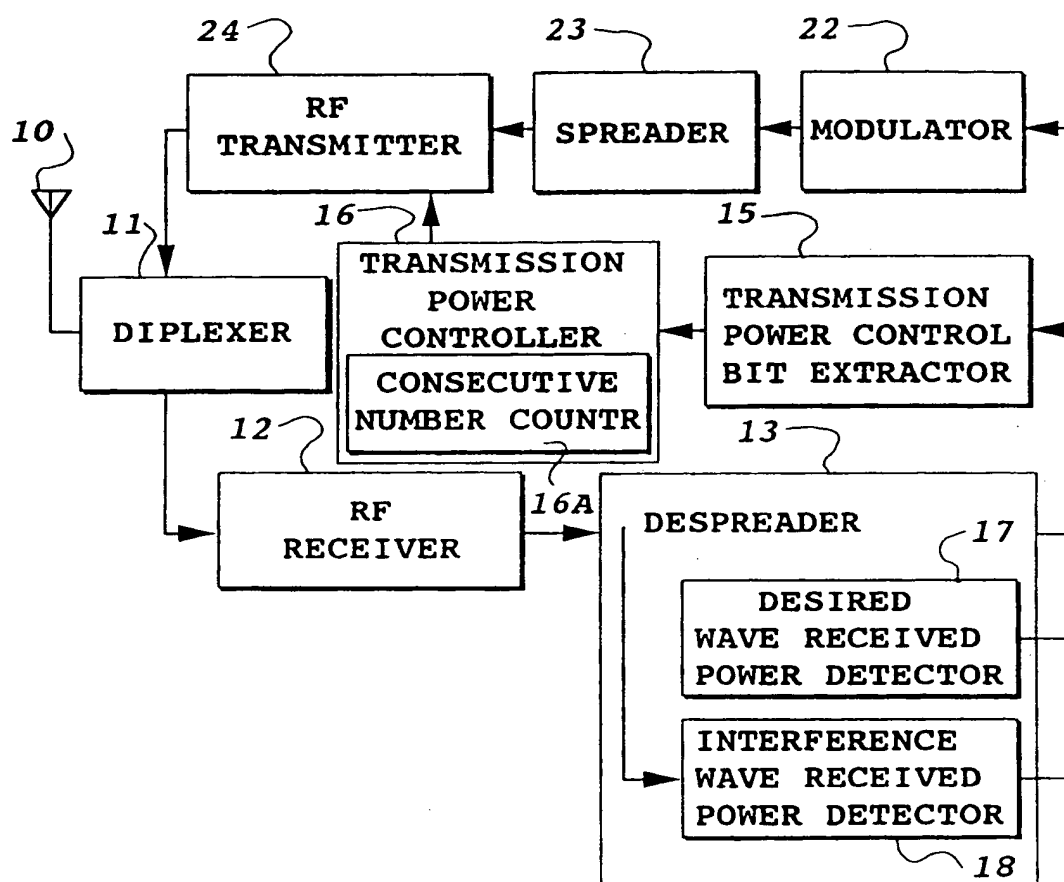 24
23
22
RF
TRANSMITTER
SPREADER
MODULATOR
10
11
16
15
DIPLEXER
TRANSMISSION
POWER
CONTROLLER
CONSECUTIVE
NUMBER COUNTR
16A
TRANSMISSION
POWER CONTROL
BIT EXTRACTOR
12
13
RF
RECEIVER
DESPREADER
17
DESIRED
WAVE RECEIVED
POWER DETECTOR
INTERFERENCE
WAVE RECEIVED
POWER DETECTOR
18